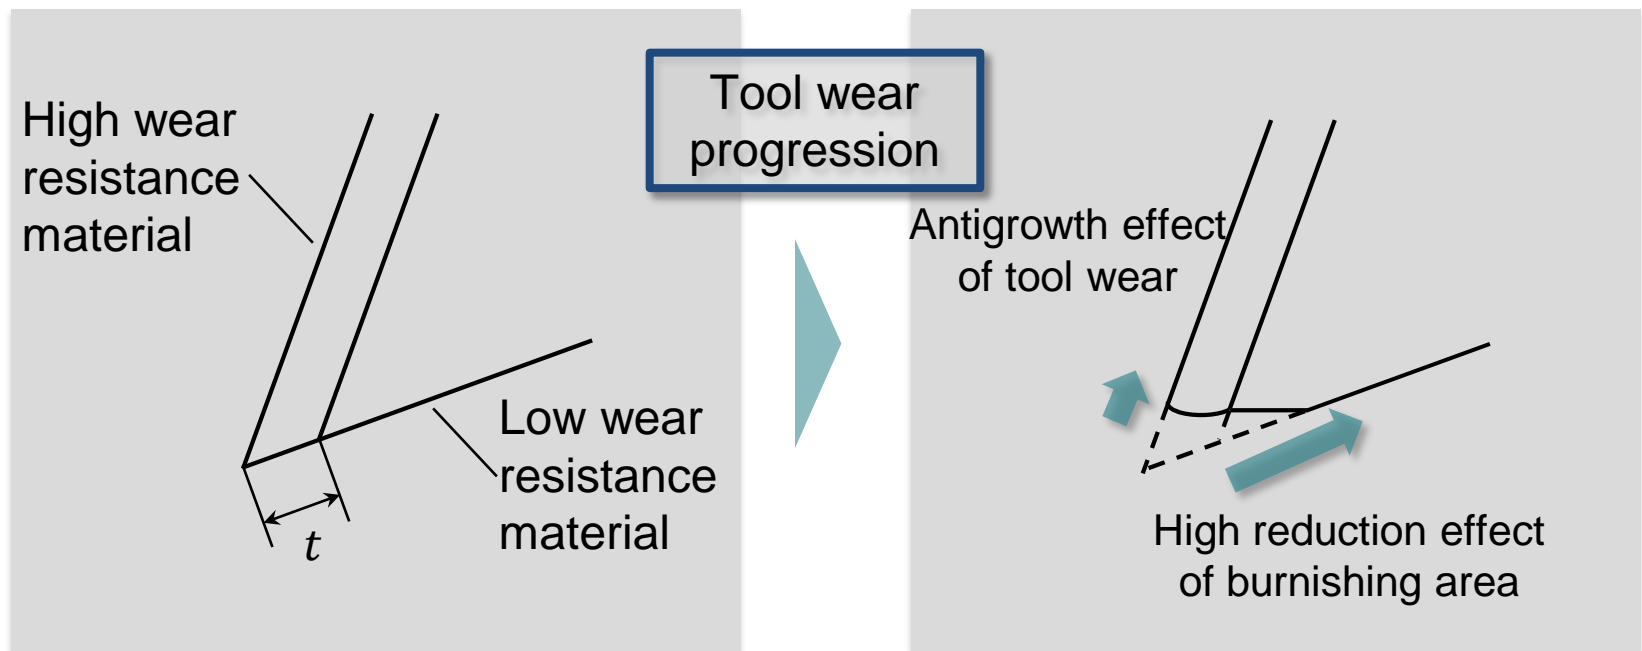 Tool wear
progression
High wear
resistance
material
Low wear
resistance
material
t
Antigrowth effect
of tool wear
High reduction effect
of burnishing area